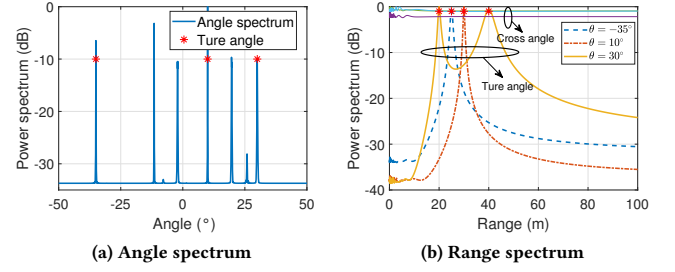 Power spectrum (dB)
0
-10
-20
-30
-50
-25
0
25
50
Angle (°)
Angle spectrum
Ture angle
(a) Angle spectrum
Power spectrum (dB)
0
-10
-20
-30
-40
0
20
40
60
80
100
Range (m)
Cross angle
Ture angle
θ = −35°
θ = 10°
θ = 30°
(b) Range spectrum